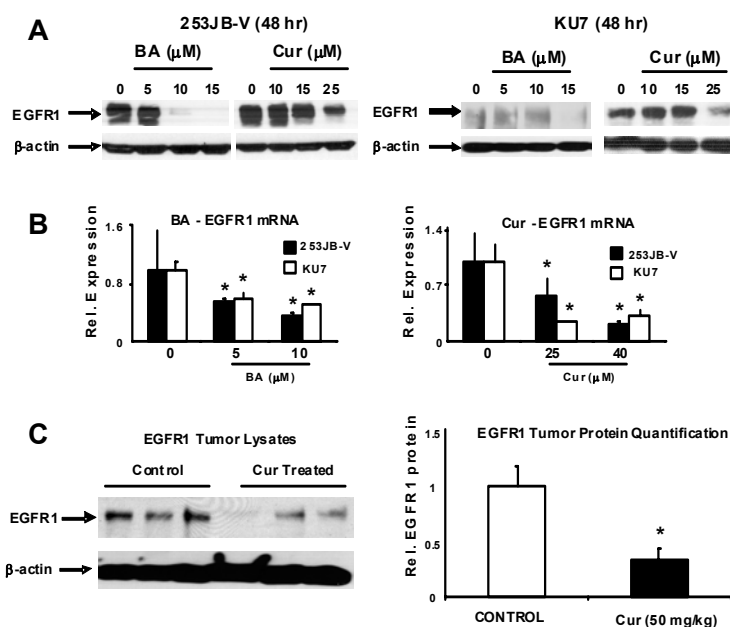 A
253JB-V (48 hr)
BA (μM)
Cur (μM)
0 5 10 15 0 10 15 25
EGFR1
β-actin
KU7 (48 hr)
BA (μM)
Cur (μM)
0 5 10 15 0 10 15 25
EGFR1
β-actin
B
BA - EGFR1 mRNA
Rel. Expression
1.6
0.8
0
253JB-V
KU7
* *
* *
0 5 10
BA (μM)
Cur -EGFR1 mRNA
Rel. Expression
1.4
0.7
0
253JB-V
KU7
* *
* *
0 25 40
Cur (μM)
C
EGFR1 Tumor Lysates
Control Cur Treated
EGFR1
β-actin
EGFR1 Tumor Protein Quantification
Rel. EGFR1 protein
1.5
1
0.5
0
*
CONTROL Cur (50 mg/kg)